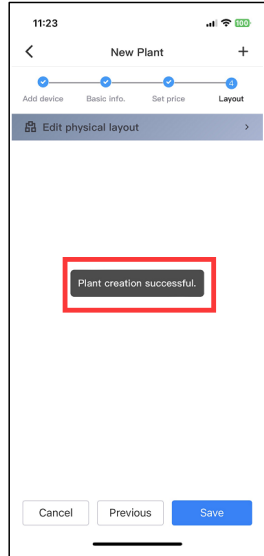 11:23
100
New Plant
+
4
Add device Basic info. Set price Layout
Edit physical layout
Plant creation successful.
Cancel Previous Save